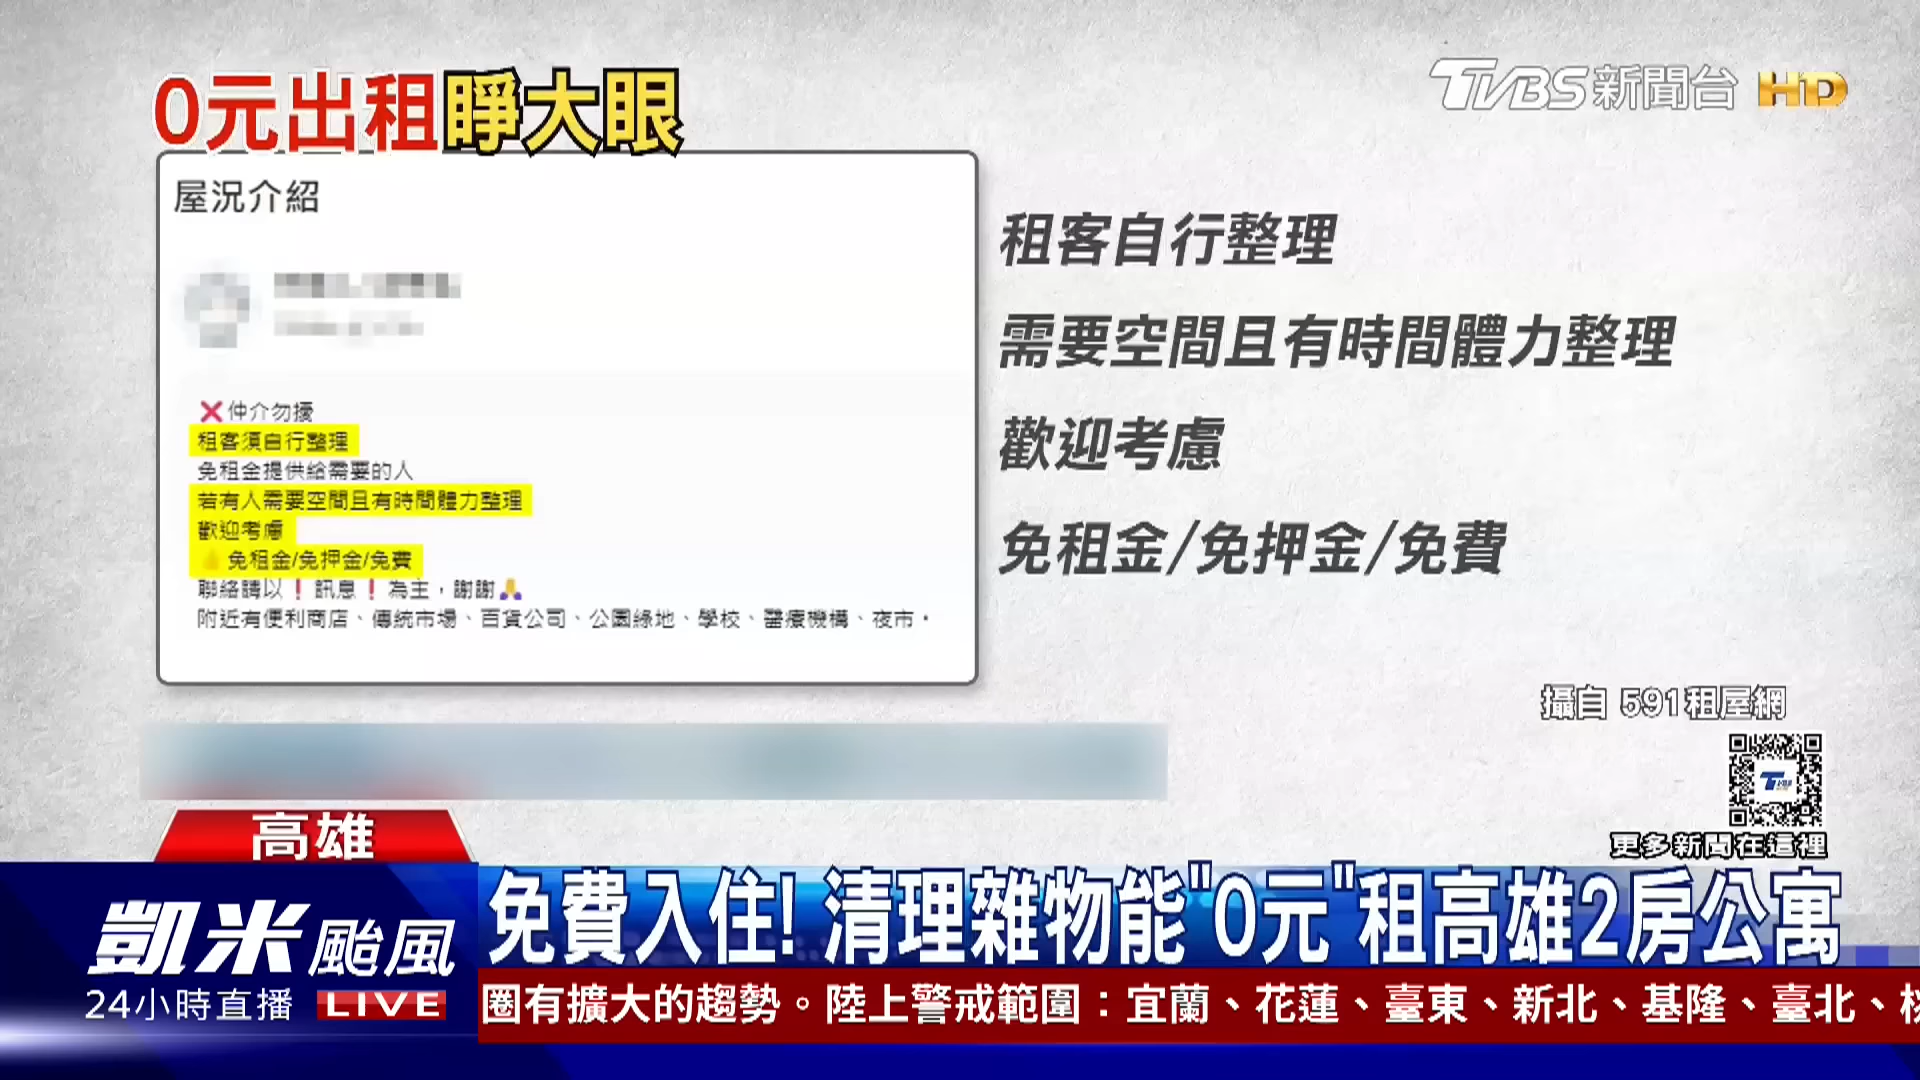 0元出租睜大眼
TVBS新聞台 HD
屋況介紹
❌仲介勿擾
租客須自行整理
免租金提供給需要的人
若有人需要空間且有時間體力整理
歡迎考慮
👍免租金/免押金/免費
聯絡請以❗訊息❗為主，謝謝🙏
附近有便利商店、傳統市場、百貨公司、公園綠地、學校、醫療機構、夜市。
租客自行整理
需要空間且有時間體力整理
歡迎考慮
免租金/免押金/免費
攝自 591租屋網
更多新聞在這裡
高雄
免費入住! 清理雜物能"0元"租高雄2房公寓
凱米颱風
24小時直播 LIVE
圈有擴大的趨勢。陸上警戒範圍：宜蘭、花蓮、臺東、新北、基隆、臺北、